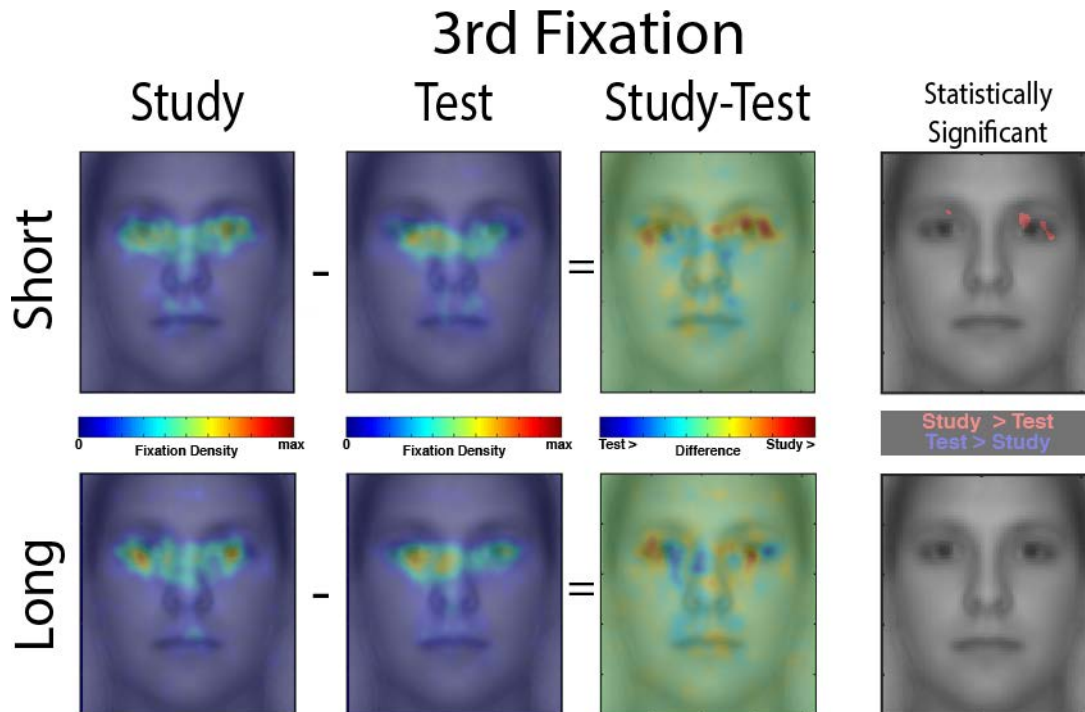 3rd Fixation
Study
Test
Study-Test
Statistically
Significant
Short
-
=
0
max
Fixation Density
0
max
Fixation Density
Test >
Study >
Difference
Study > Test
Test > Study
Long
-
=